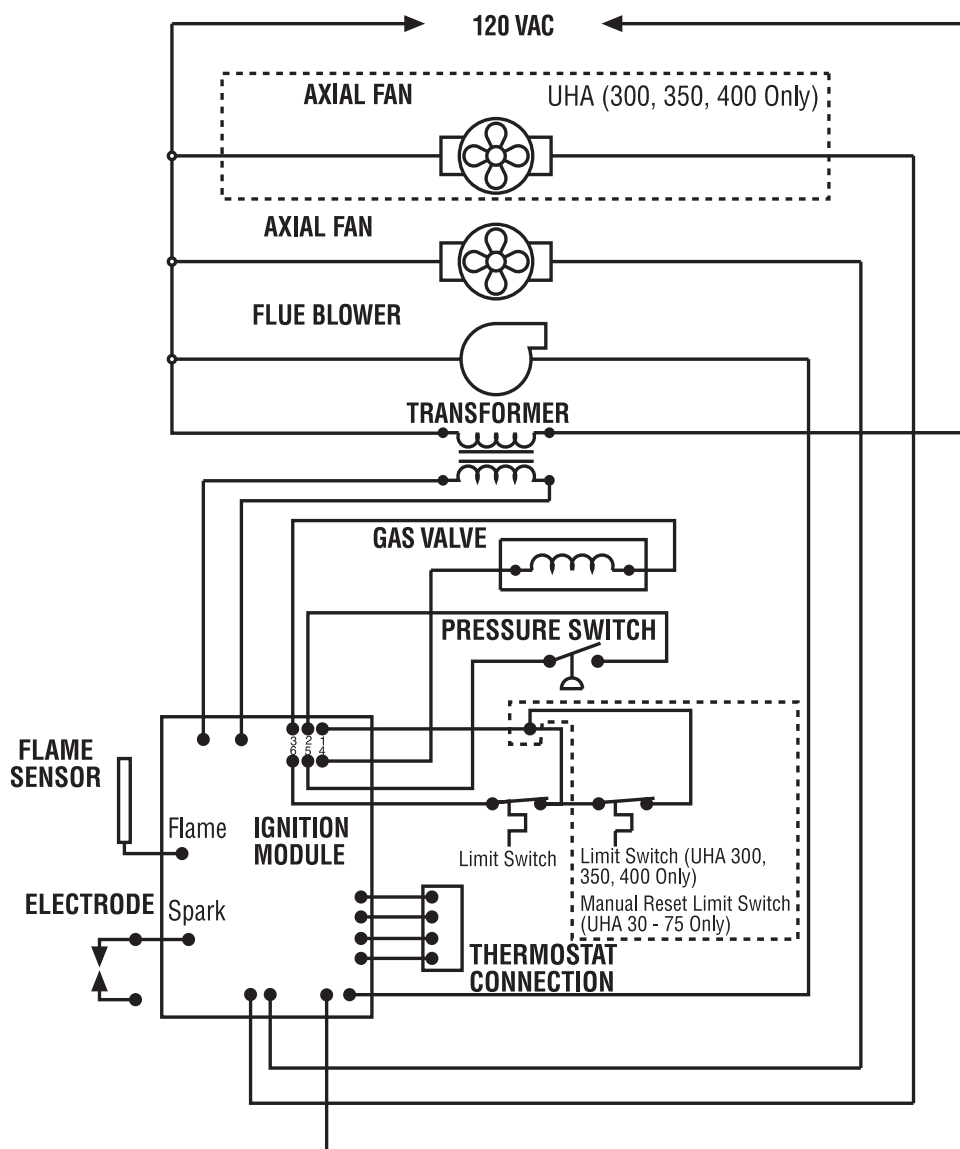 120 VAC
AXIAL FAN
UHA (300, 350, 400 Only)
AXIAL FAN
FLUE BLOWER
TRANSFORMER
GAS VALVE
PRESSURE SWITCH
3 2 1
6 5 4
FLAME
SENSOR
Flame
IGNITION
MODULE
Limit Switch
Limit Switch (UHA 300,
350, 400 Only)
Manual Reset Limit Switch
(UHA 30 - 75 Only)
ELECTRODE
Spark
THERMOSTAT
CONNECTION